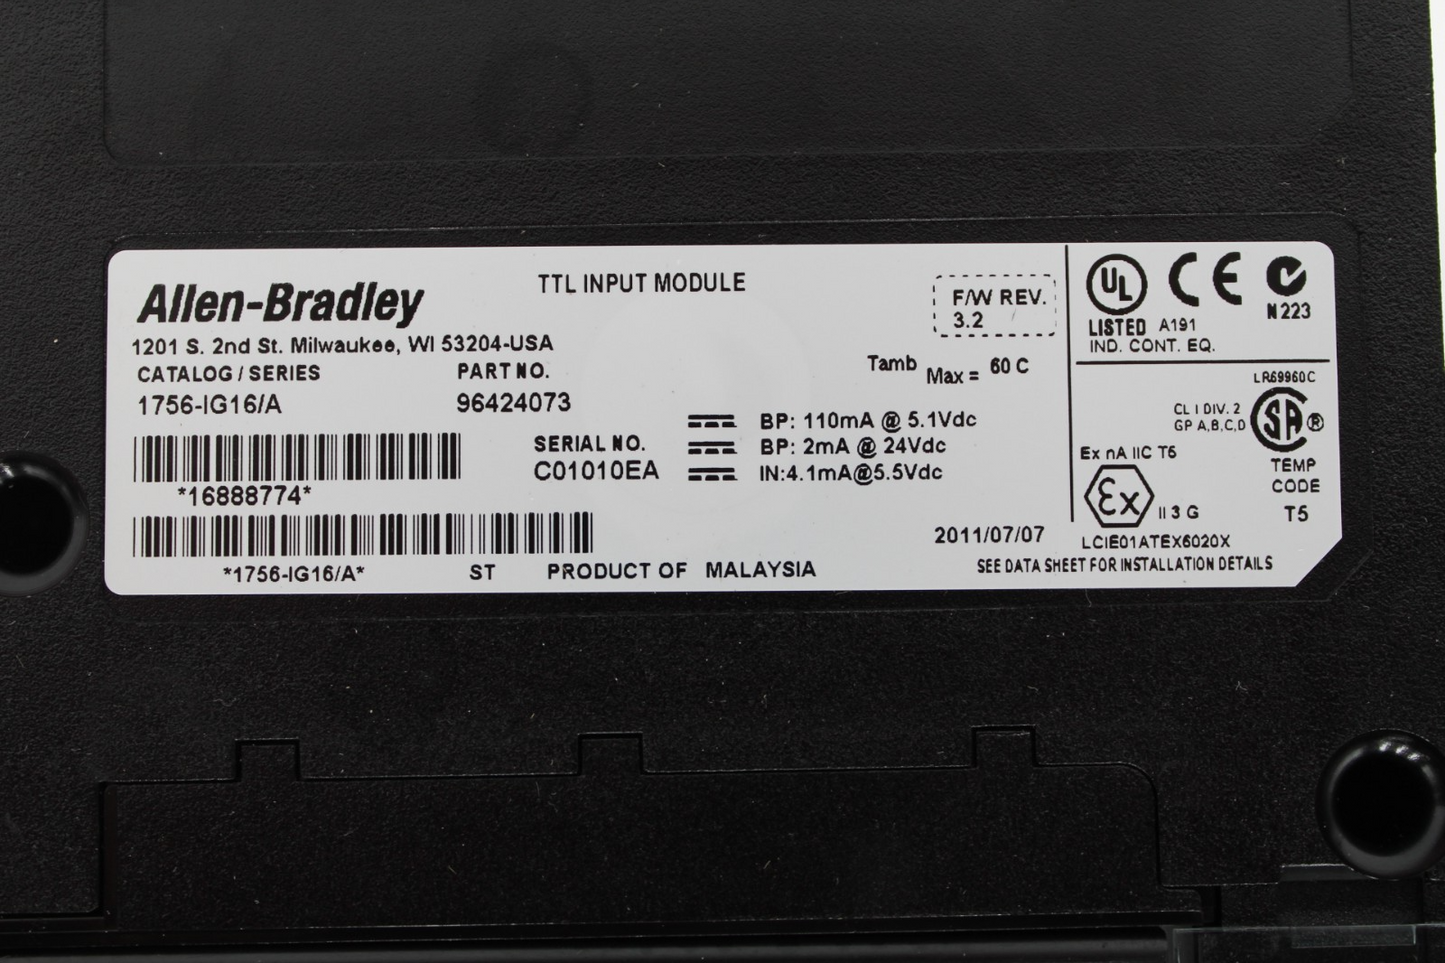 Allen-Bradley
TTL INPUT MODULE
F/W REV.
3.2
1201 S. 2nd St. Milwaukee, WI 53204-USA
Tamb Max = 60 C
CATALOG / SERIES
PART NO.
1756-IG16/A
96424073
SERIAL NO.
C01010EA
BP: 110mA @ 5.1Vdc
BP: 2mA @ 24Vdc
IN:4.1mA@5.5Vdc
*16888774*
*1756-IG16/A*
ST
PRODUCT OF MALAYSIA
2011/07/07
SEE DATA SHEET FOR INSTALLATION DETAILS
UL
LISTED A191
IND. CONT. EQ.
CE
N223
LR69960C
CL I DIV. 2
GP A,B,C,D
SA ®
TEMP
CODE
T5
Ex nA IIC T6
Ex
II 3 G
LCIE01ATEX6020X